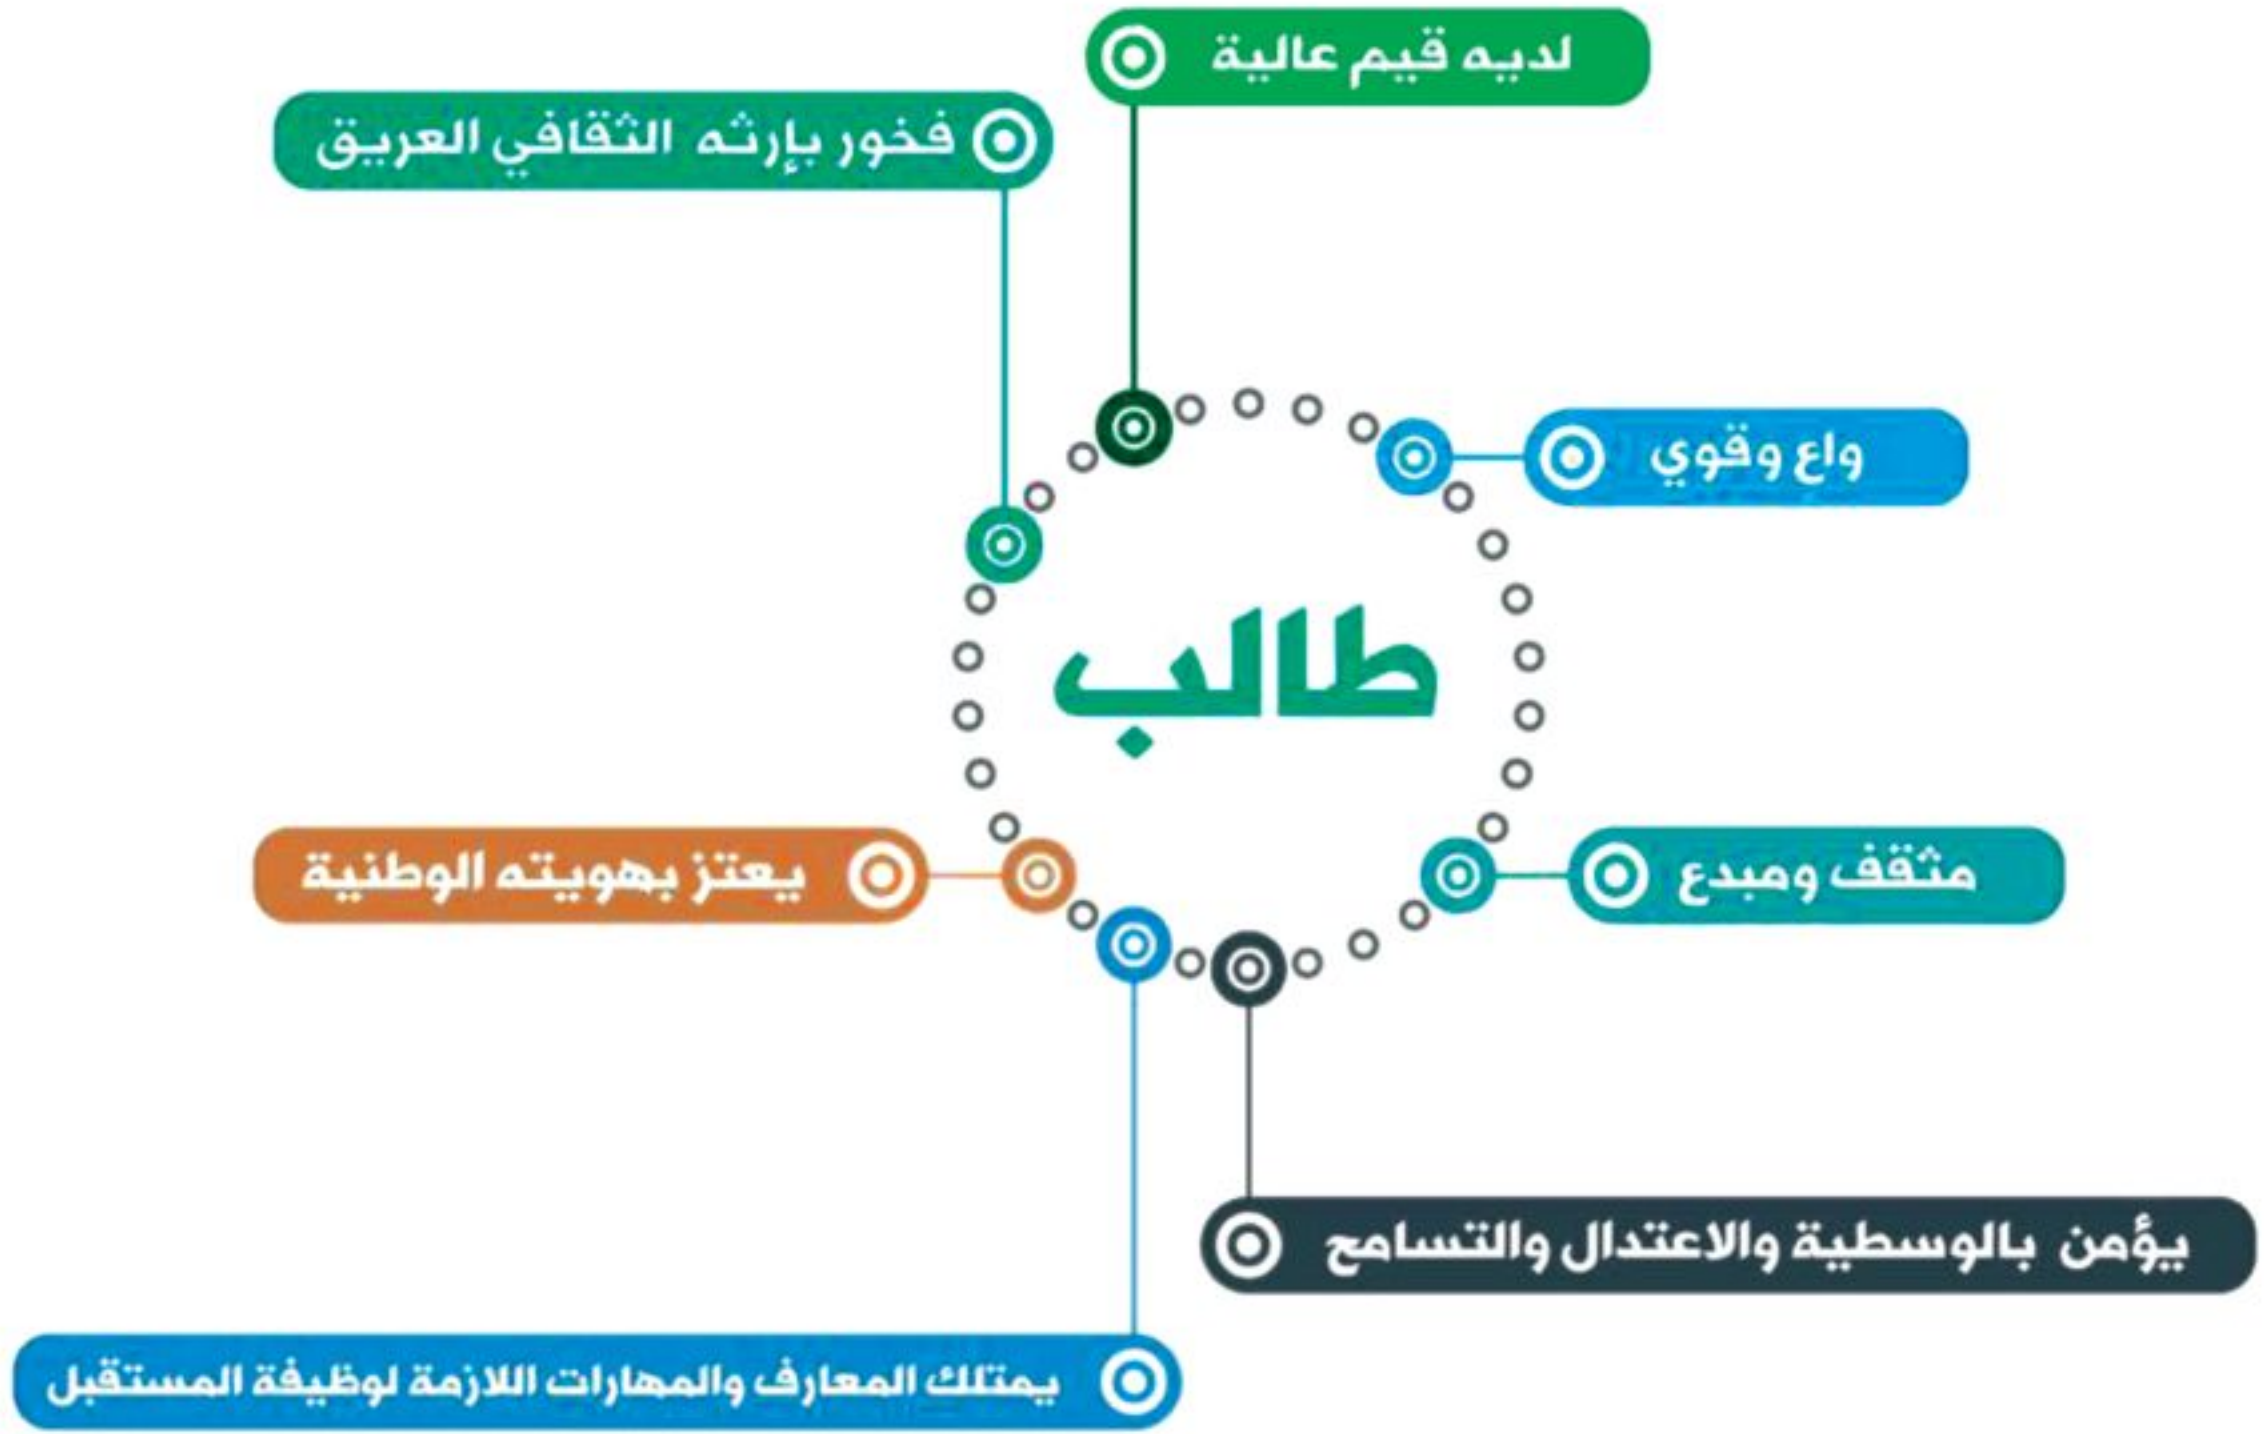 لديه قيم عالية
فخور بإرثه الثقافي العريق
واع وقوي
طالب
يعتز بهويته الوطنية
مثقف ومبدع
يؤمن بالوسطية والاعتدال والتسامح
يمتلك المعارف والمهارات اللازمة لوظيفة المستقبل